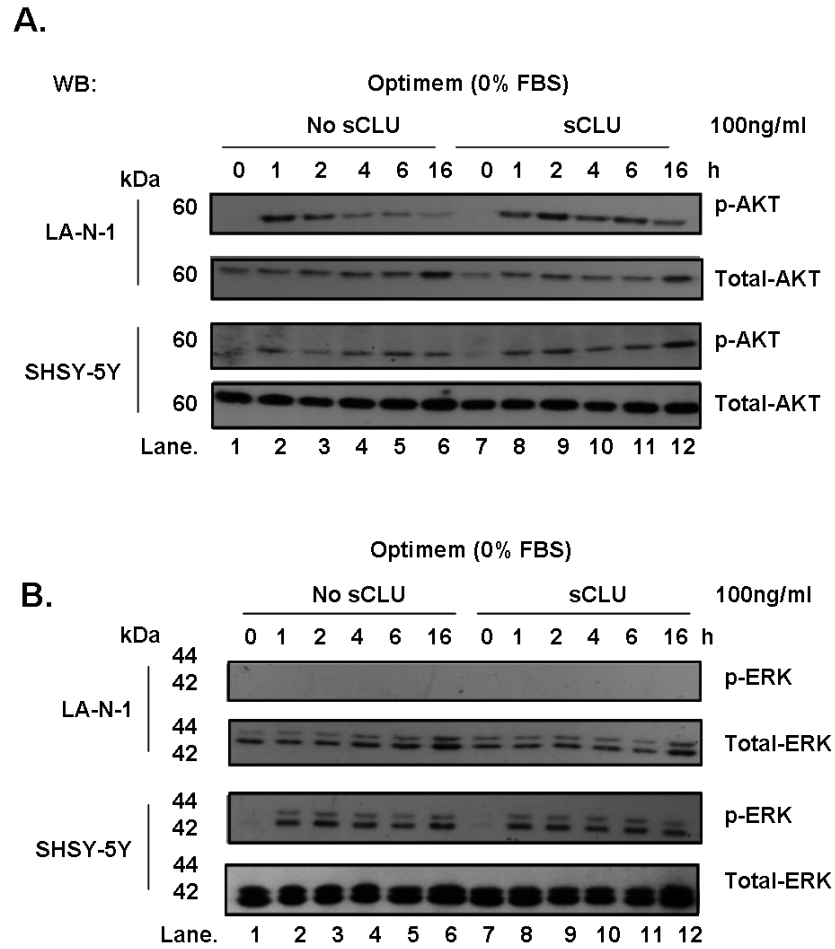 A.
WB: Optimem (0% FBS)
No sCLU sCLU 100ng/ml
0 1 2 4 6 16 0 1 2 4 6 16 h
kDa
60 p-AKT
LA-N-1
60 Total-AKT
60 p-AKT
SHSY-5Y
60 Total-AKT
Lane. 1 2 3 4 5 6 7 8 9 10 11 12
Optimem (0% FBS)
B. No sCLU sCLU 100ng/ml
kDa 0 1 2 4 6 16 0 1 2 4 6 16 h
44
42 p-ERK
LA-N-1
44
42 Total-ERK
44
42 p-ERK
SHSY-5Y
44
42 Total-ERK
Lane. 1 2 3 4 5 6 7 8 9 10 11 12